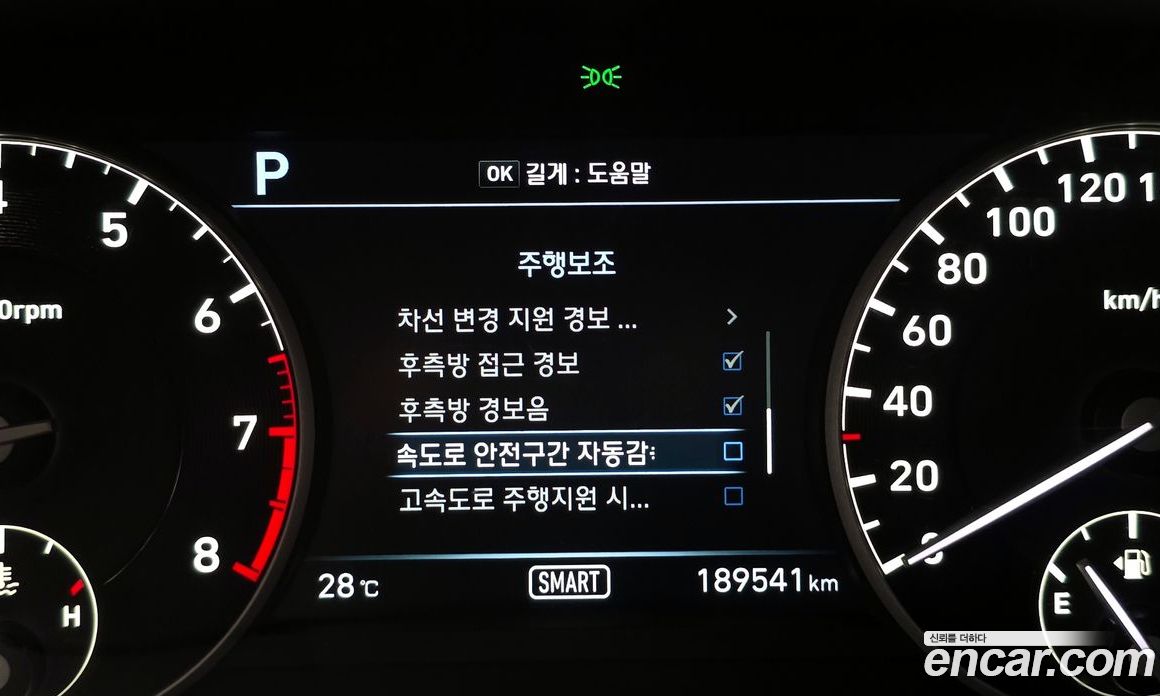 P
OK 길게 : 도움말
주행보조
차선 변경 지원 경보 ...
후측방 접근 경보
후측방 경보음
속도로 안전구간 자동감
고속도로 주행지원 시...
28℃
SMART
189541 km
4
5
6
7
8
0rpm
H
0
20
40
60
80
100
120
km/h
E
신뢰를 더하다
encar.com